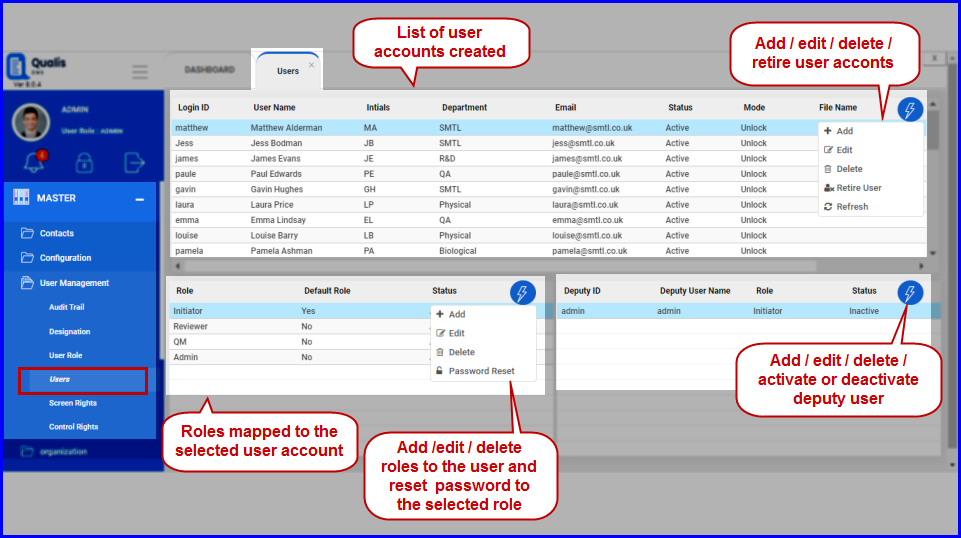 List of user
accounts created
Add / edit / delete /
retire user acconts
Qualis
Ver 8.0.4
DASHBOARD
Users ×
x
ADMIN
User Role : ADMIN
MASTER
Contacts
Configuration
User Management
Audit Trail
Designation
User Role
Users
Screen Rights
Control Rights
organization
Login ID User Name Intials Department Email Status Mode File Name
matthew Matthew Alderman MA SMTL matthew@smtl.co.uk Active Unlock
Jess Jess Bodman JB SMTL jess@smtl.co.uk Active Unlock
james James Evans JE R&D james@smtl.co.uk Active Unlock
paule Paul Edwards PE QA paule@smtl.co.uk Active Unlock
gavin Gavin Hughes GH SMTL gavin@smtl.co.uk Active Unlock
laura Laura Price LP Physical laura@smtl.co.uk Active Unlock
emma Emma Lindsay EL QA emma@smtl.co.uk Active Unlock
louise Louise Barry LB Physical louise@smtl.co.uk Active Unlock
pamela Pamela Ashman PA Biological pamela@smtl.co.uk Active Unlock
Add
Edit
Delete
Retire User
Refresh
Role Default Role Status
Initiator Yes
Reviewer No
QM No
Admin No
Add
Edit
Delete
Password Reset
Deputy ID Deputy User Name Role Status
admin admin Initiator Inactive
Roles mapped to the
selected user account
Add /edit / delete
roles to the user and
reset password to
the selected role
Add / edit / delete /
activate or deactivate
deputy user